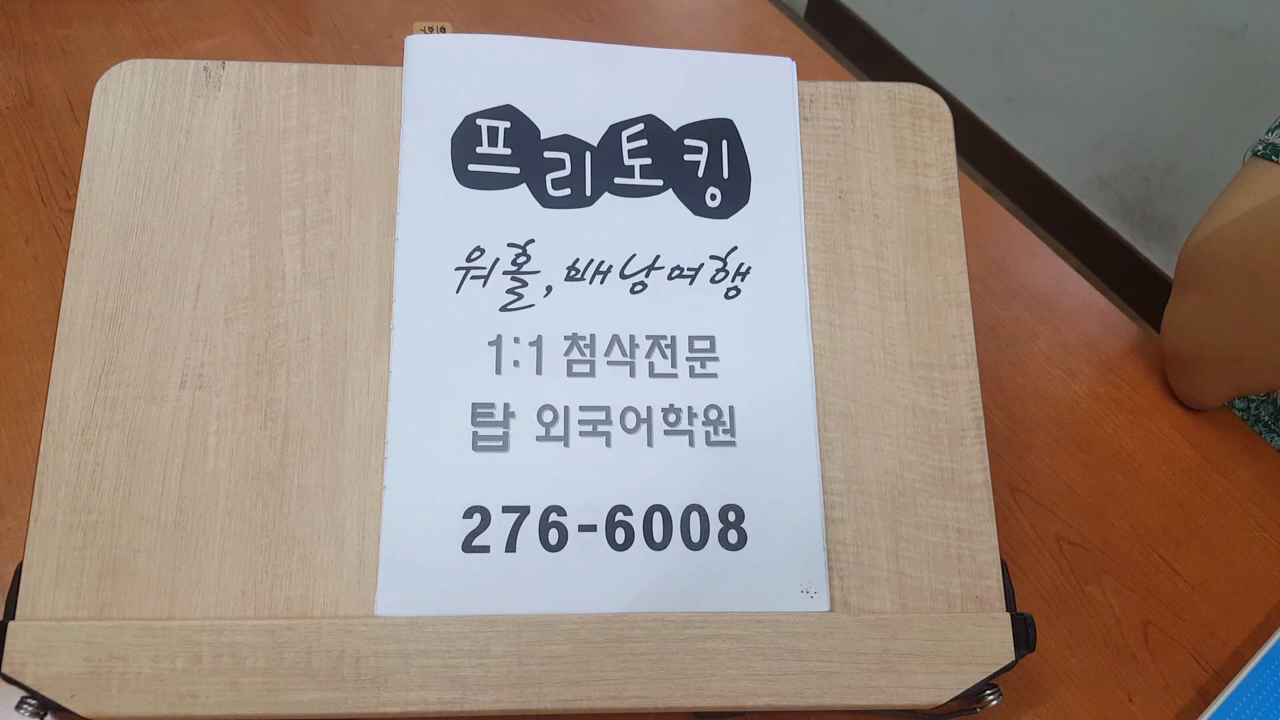 프리토킹
워홀, 배낭여행
1:1 첨삭전문
탑 외국어학원
276-6008